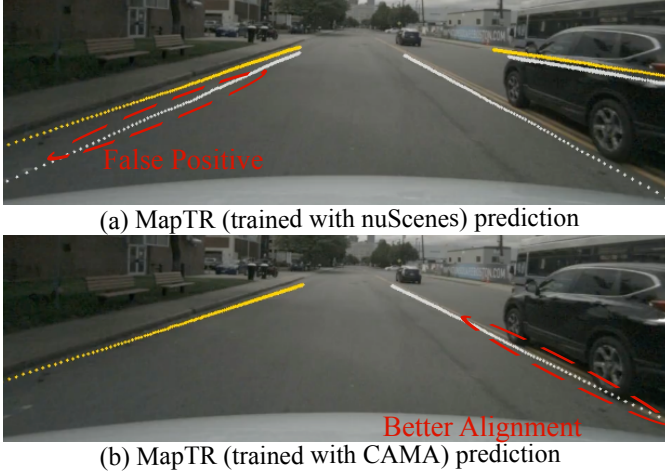 False Positive
(a) MapTR (trained with nuScenes) prediction
Better Alignment
(b) MapTR (trained with CAMA) prediction